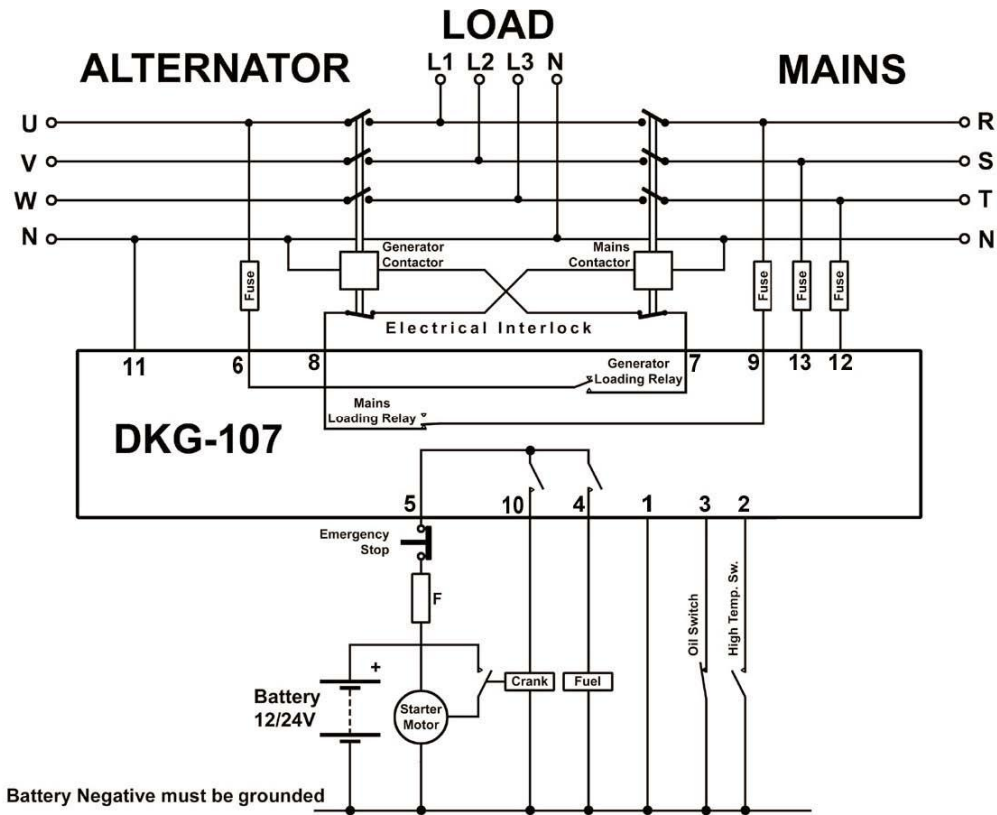 LOAD
ALTERNATOR
MAINS
L1 L2 L3 N
U
V
W
N
R
S
T
N
Generator
Contactor
Mains
Contactor
Fuse
Fuse
Fuse
Fuse
Electrical Interlock
11 6 8 7 9 13 12
Generator
Loading Relay
Mains
Loading Relay
DKG-107
5 10 4 1 3 2
Emergency
Stop
F
Oil Switch
High Temp. Sw.
+
Battery
12/24V
Starter
Motor
Crank
Fuel
Battery Negative must be grounded